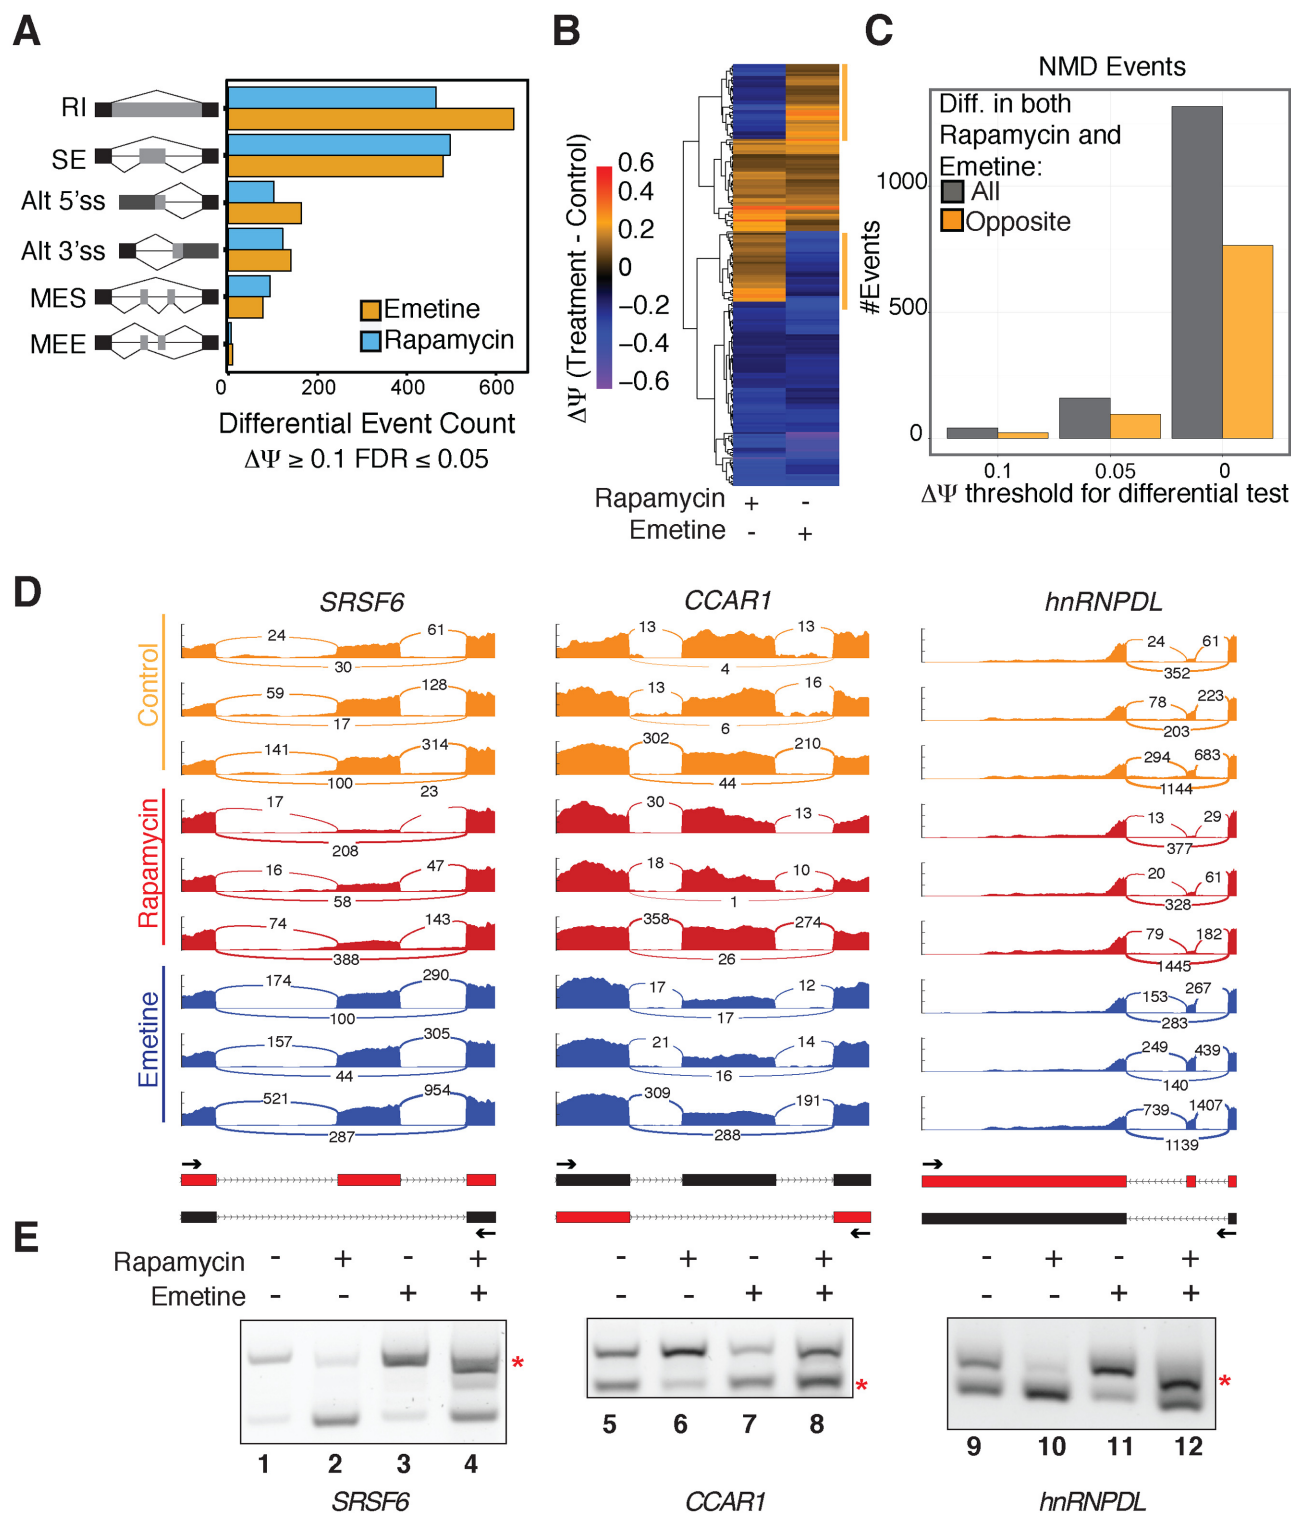 A
RI
SE
Alt 5'ss
Alt 3'ss
MES
MEE
Emetine
Rapamycin
0 200 400 600
Differential Event Count
ΔΨ ≥ 0.1 FDR ≤ 0.05
B
ΔΨ (Treatment - Control)
0.6
0.4
0.2
0
−0.2
−0.4
−0.6
Rapamycin + -
Emetine - +
C
NMD Events
Diff. in both
Rapamycin and
Emetine:
All
Opposite
#Events
1000
500
0
0.1 0.05 0
ΔΨ threshold for differential test
D
SRSF6 CCAR1 hnRNPDL
Control
24 61 30 13 13 4 24 61 352
59 128 17 13 16 6 78 223 203
141 314 100 302 210 44 294 683 1144
Rapamycin
17 23 208 30 13 13 29 377
16 47 58 18 10 1 20 61 328
74 143 388 358 274 26 79 182 1445
Emetine
174 290 100 17 12 17 153 267 283
157 305 44 21 14 16 249 439 140
521 954 287 309 191 288 739 1407 1139
E
Rapamycin - + - + - + - + - + - +
Emetine - - + + - - + + - - + +
* * *
1 2 3 4 5 6 7 8 9 10 11 12
SRSF6 CCAR1 hnRNPDL